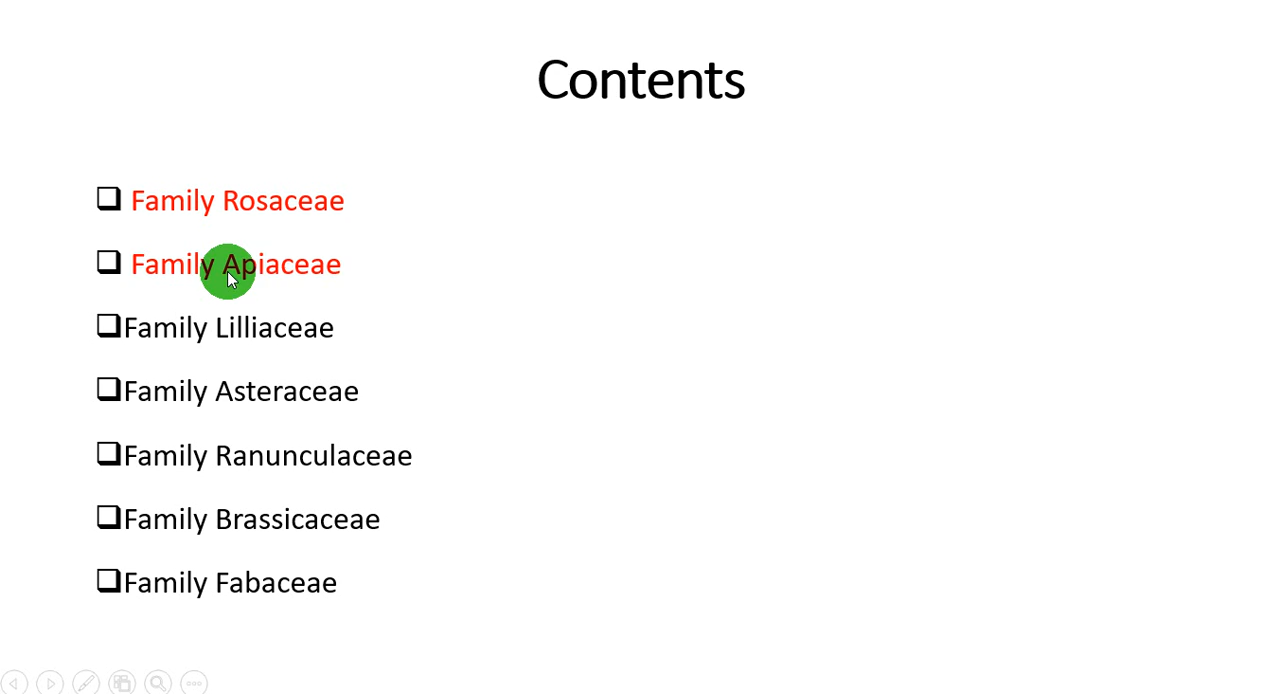 Contents
Family Rosaceae
Family Apiaceae
Family Lilliaceae
Family Asteraceae
Family Ranunculaceae
Family Brassicaceae
Family Fabaceae